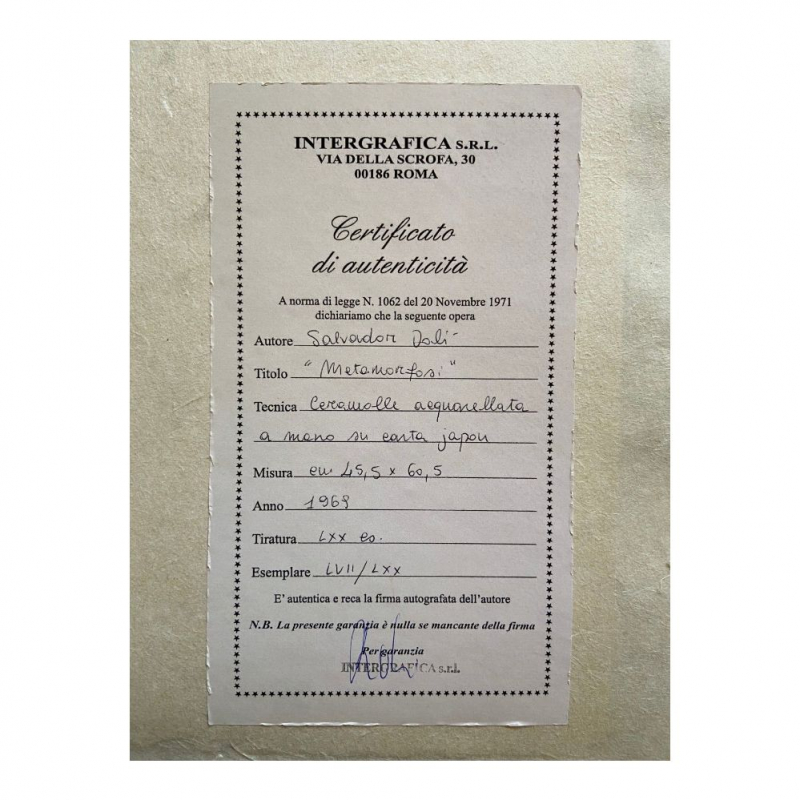 INTERGRAFICA S.R.L.
VIA DELLA SCROFA, 30
00186 ROMA
Certificato
di autenticità
A norma di legge N. 1062 del 20 Novembre 1971
dichiariamo che la seguente opera
Autore Salvador Dalì
Titolo "Metamorfosi"
Tecnica Ceramolle acquarellata
a mano su carta japon
Misura cm 45,5 x 60,5
Anno 1969
Tiratura LXX es.
Esemplare LVII/LXX
E' autentica e reca la firma autografata dell'autore
N.B. La presente garanzia è nulla se mancante della firma
Per garanzia
INTERGRAFICA s.r.l.